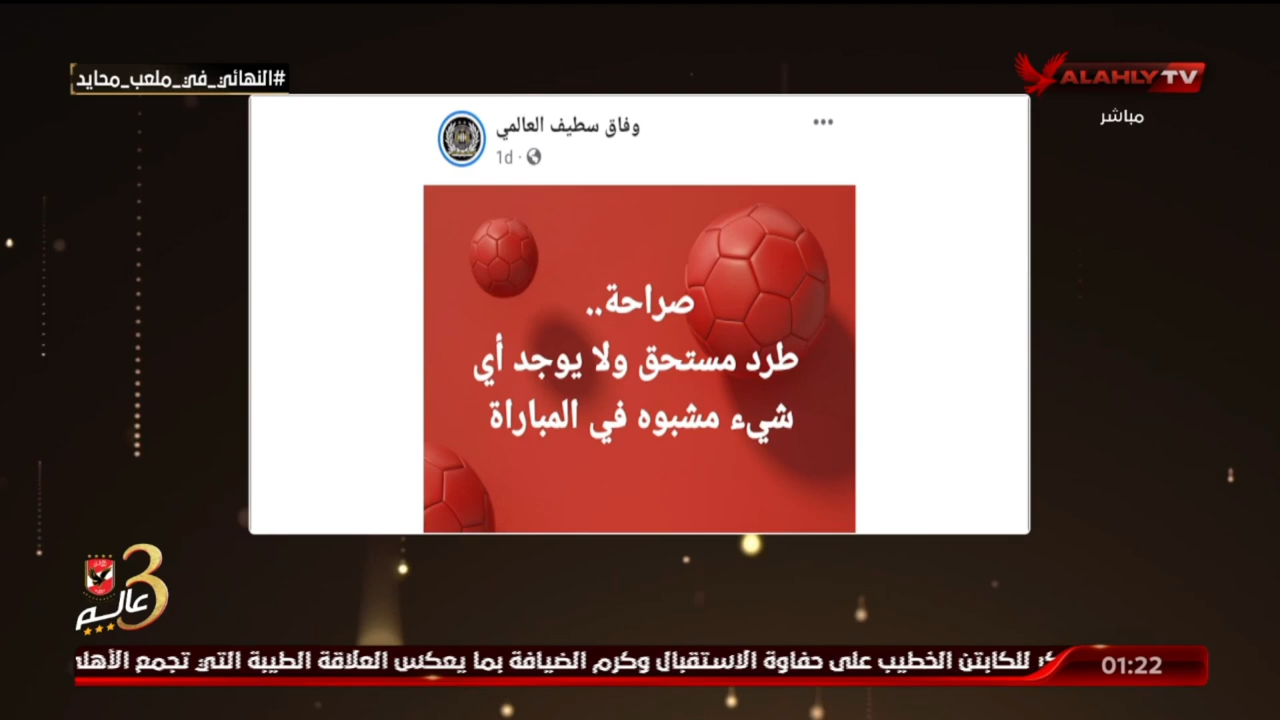 #النهائي_في_ملعب_محايد
ALAHLY TV
مباشر
وفاق سطيف العالمي
1d ·
صراحة..
طرد مستحق ولا يوجد أي
شيء مشبوه في المباراة
3
عالم
للكابتن الخطيب على حفاوة الاستقبال وكرم الضيافة بما يعكس العلاقة الطيبة التي تجمع
01:22